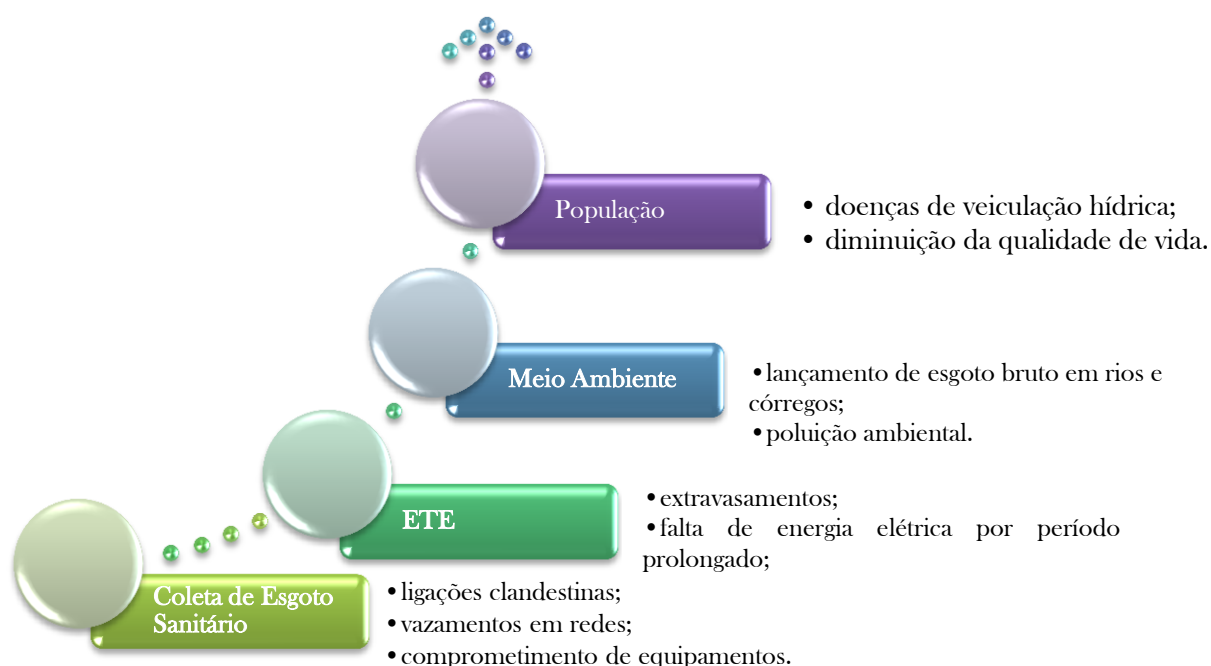 População
• doenças de veiculação hídrica;
• diminuição da qualidade de vida.
Meio Ambiente
•lançamento de esgoto bruto em rios e
córregos;
•poluição ambiental.
ETE
•extravasamentos;
•falta de energia elétrica por período
prolongado;
Coleta de Esgoto
Sanitário
•ligações clandestinas;
•vazamentos em redes;
•comprometimento de equipamentos.